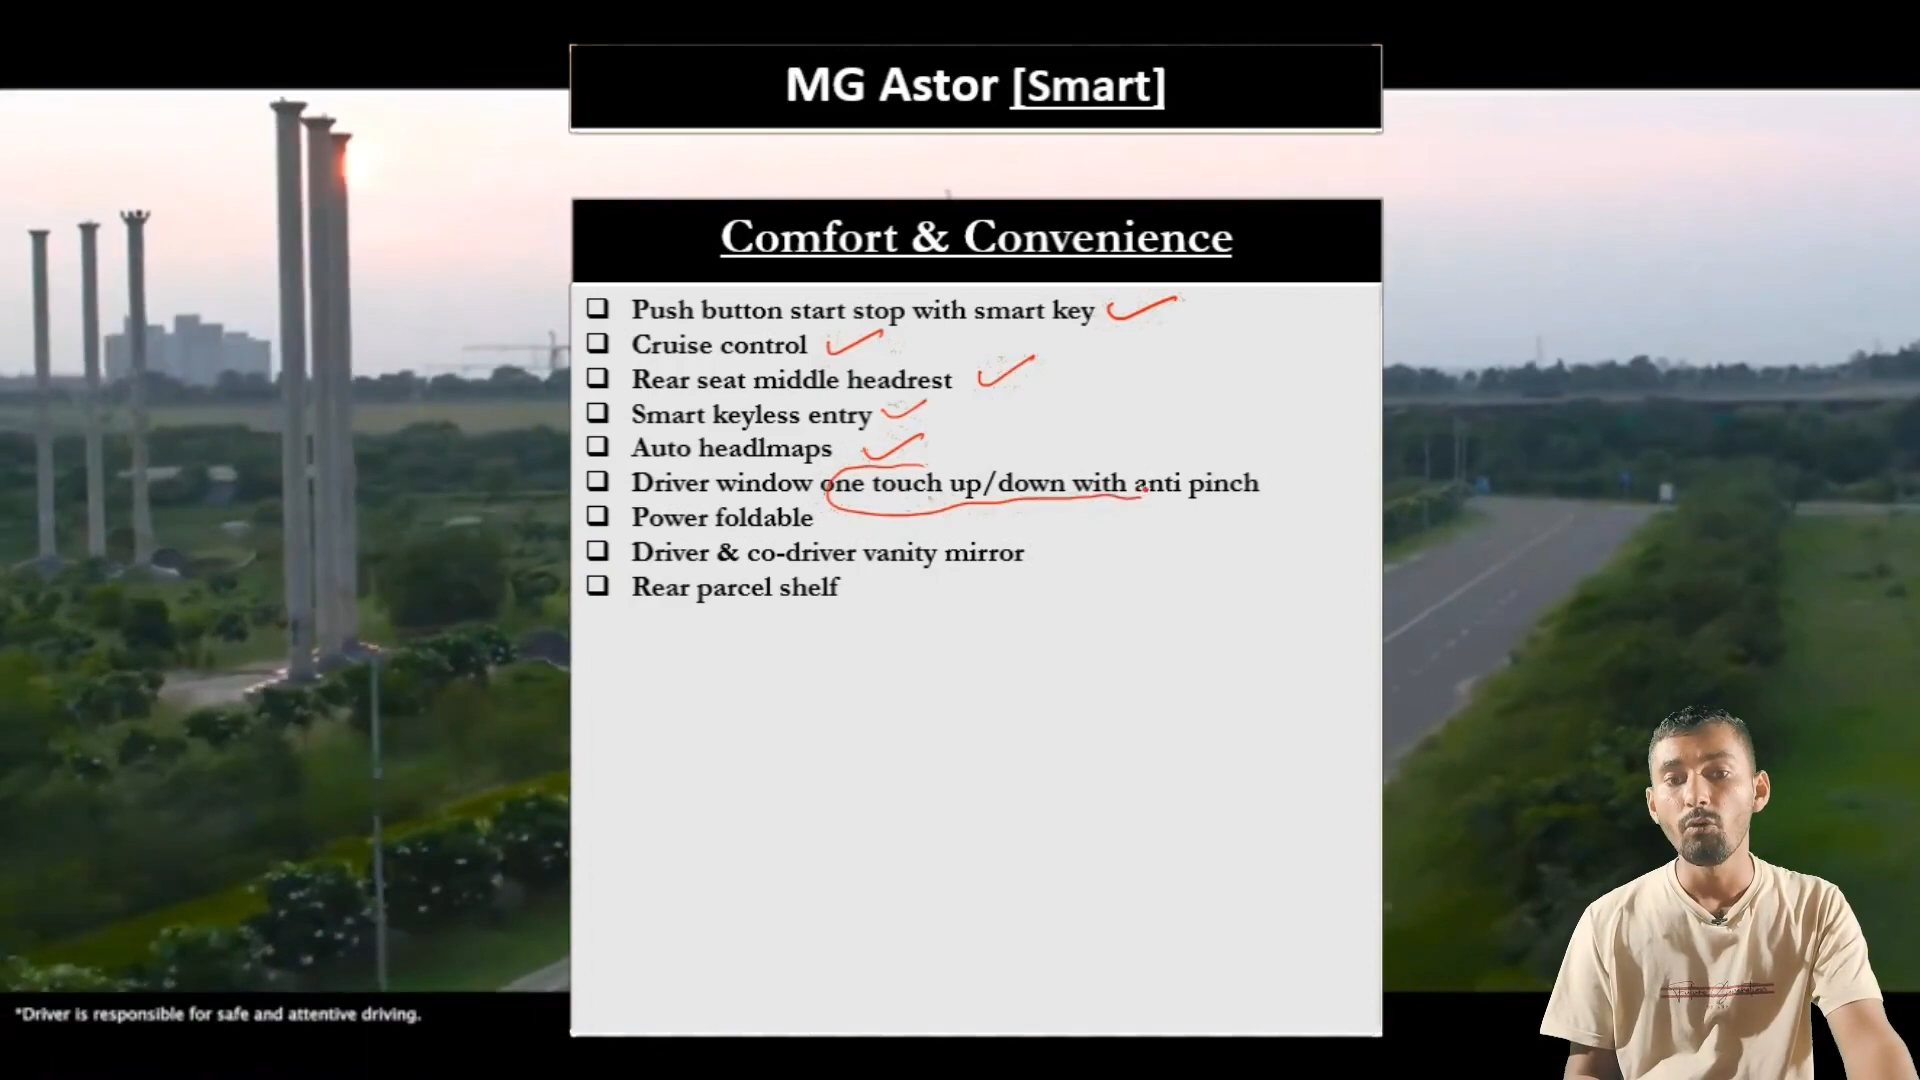 MG Astor [Smart]
Comfort & Convenience
Push button start stop with smart key
Cruise control
Rear seat middle headrest
Smart keyless entry
Auto headlmaps
Driver window one touch up/down with anti pinch
Power foldable
Driver & co-driver vanity mirror
Rear parcel shelf
*Driver is responsible for safe and attentive driving.